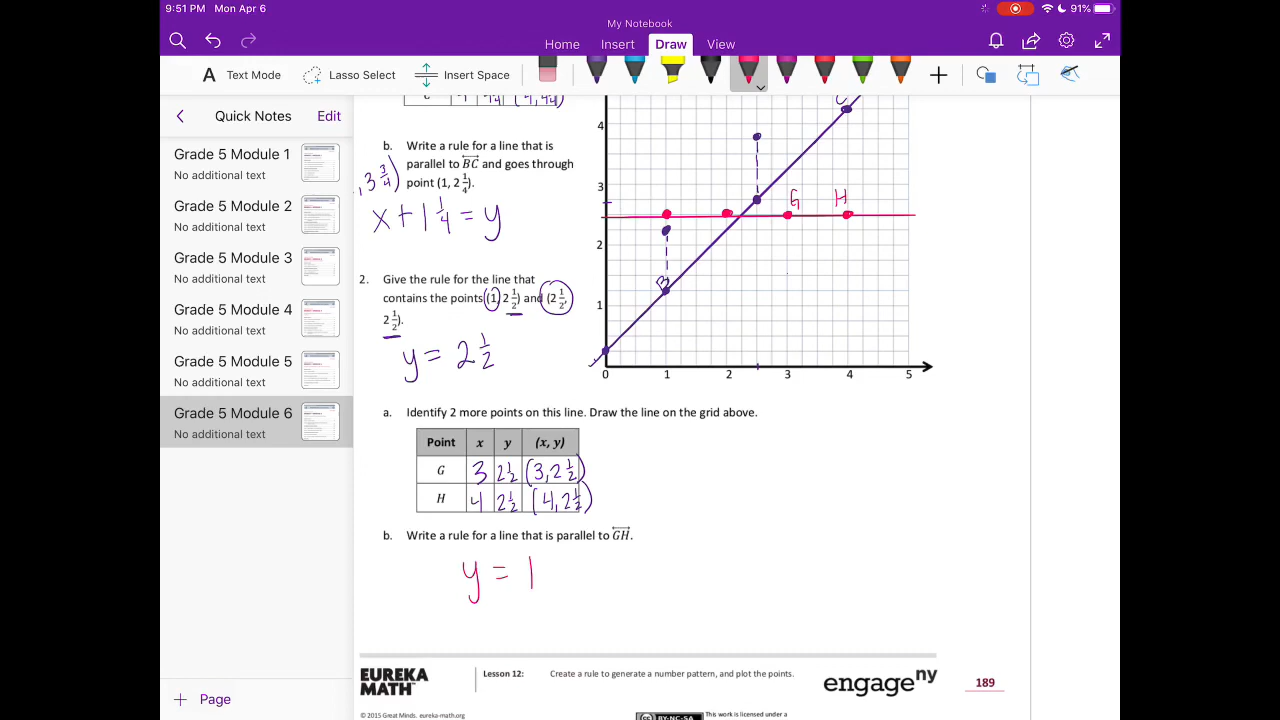 9:51 PM Mon Apr 6
91%
My Notebook
Home Insert Draw View
A Text Mode
Lasso Select
Insert Space
Quick Notes Edit
Grade 5 Module 1
No additional text
Grade 5 Module 2
No additional text
Grade 5 Module 3
No additional text
Grade 5 Module 4
No additional text
Grade 5 Module 5
No additional text
Grade 5 Module 6
No additional text
+ Page
b. Write a rule for a line that is
parallel to BC and goes through
point (1, 2 1/4).
, 3 3/4)
x + 1 1/4 = y
2. Give the rule for the line that
contains the points (1, 2 1/2) and (2 1/2,
2 1/2).
y = 2 1/2
4
3
2
1
0 1 2 3 4 5
B
G H
a. Identify 2 more points on this line. Draw the line on the grid above.
Point x y (x, y)
G 3 2 1/2 (3, 2 1/2)
H 4 2 1/2 (4, 2 1/2)
b. Write a rule for a line that is parallel to GH.
y = 1
EUREKA
MATH™
Lesson 12: Create a rule to generate a number pattern, and plot the points.
engageny
189
© 2015 Great Minds. eureka-math.org
CC BY-NC-SA
This work is licensed under a